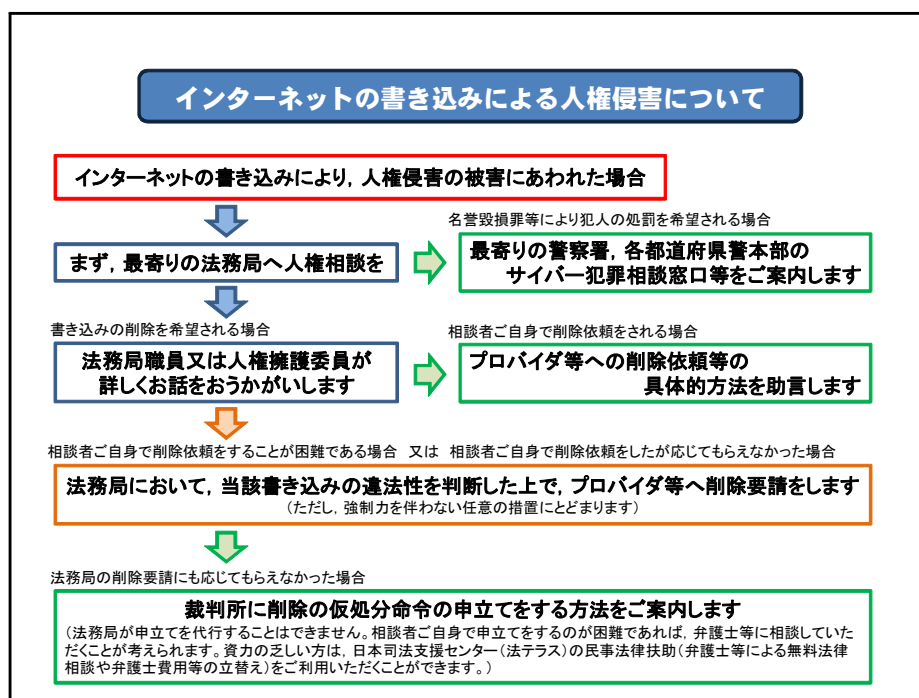 インターネットの書き込みによる人権侵害について
インターネットの書き込みにより，人権侵害の被害にあわれた場合
名誉毀損罪等により犯人の処罰を希望される場合
まず，最寄りの法務局へ人権相談を
最寄りの警察署，各都道府県警本部の
サイバー犯罪相談窓口等をご案内します
書き込みの削除を希望される場合
相談者ご自身で削除依頼をされる場合
法務局職員又は人権擁護委員が
詳しくお話をおうかがいします
プロバイダ等への削除依頼等の
具体的方法を助言します
相談者ご自身で削除依頼をすることが困難である場合　又は　相談者ご自身で削除依頼をしたが応じてもらえなかった場合
法務局において，当該書き込みの違法性を判断した上で，プロバイダ等へ削除要請をします
（ただし，強制力を伴わない任意の措置にとどまります）
法務局の削除要請にも応じてもらえなかった場合
裁判所に削除の仮処分命令の申立てをする方法をご案内します
（法務局が申立てを代行することはできません。相談者ご自身で申立てをするのが困難であれば，弁護士等に相談していた
だくことが考えられます。資力の乏しい方は，日本司法支援センター（法テラス）の民事法律扶助（弁護士等による無料法律
相談や弁護士費用等の立替え）をご利用いただくことができます。）